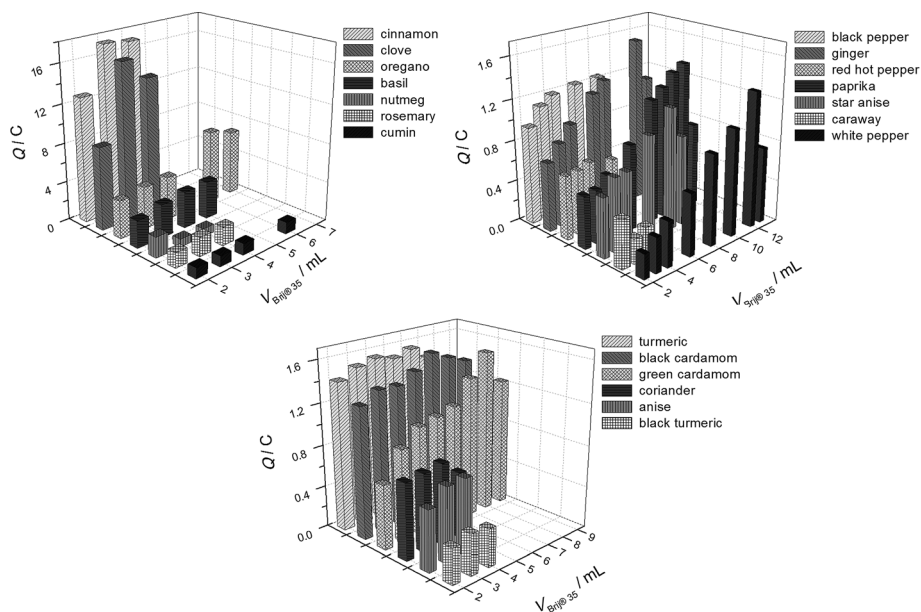 cinnamon
clove
oregano
basil
nutmeg
rosemary
cumin
Q / C
16
12
8
4
0
2
3
4
5
6
7
V Brij® 35 / mL
black pepper
ginger
red hot pepper
paprika
star anise
caraway
white pepper
Q / C
1.6
1.2
0.8
0.4
0.0
2
4
6
8
10
12
V Brij® 35 / mL
turmeric
black cardamom
green cardamom
coriander
anise
black turmeric
Q / C
1.6
1.2
0.8
0.4
0.0
2
3
4
5
6
7
8
9
V Brij® 35 / mL